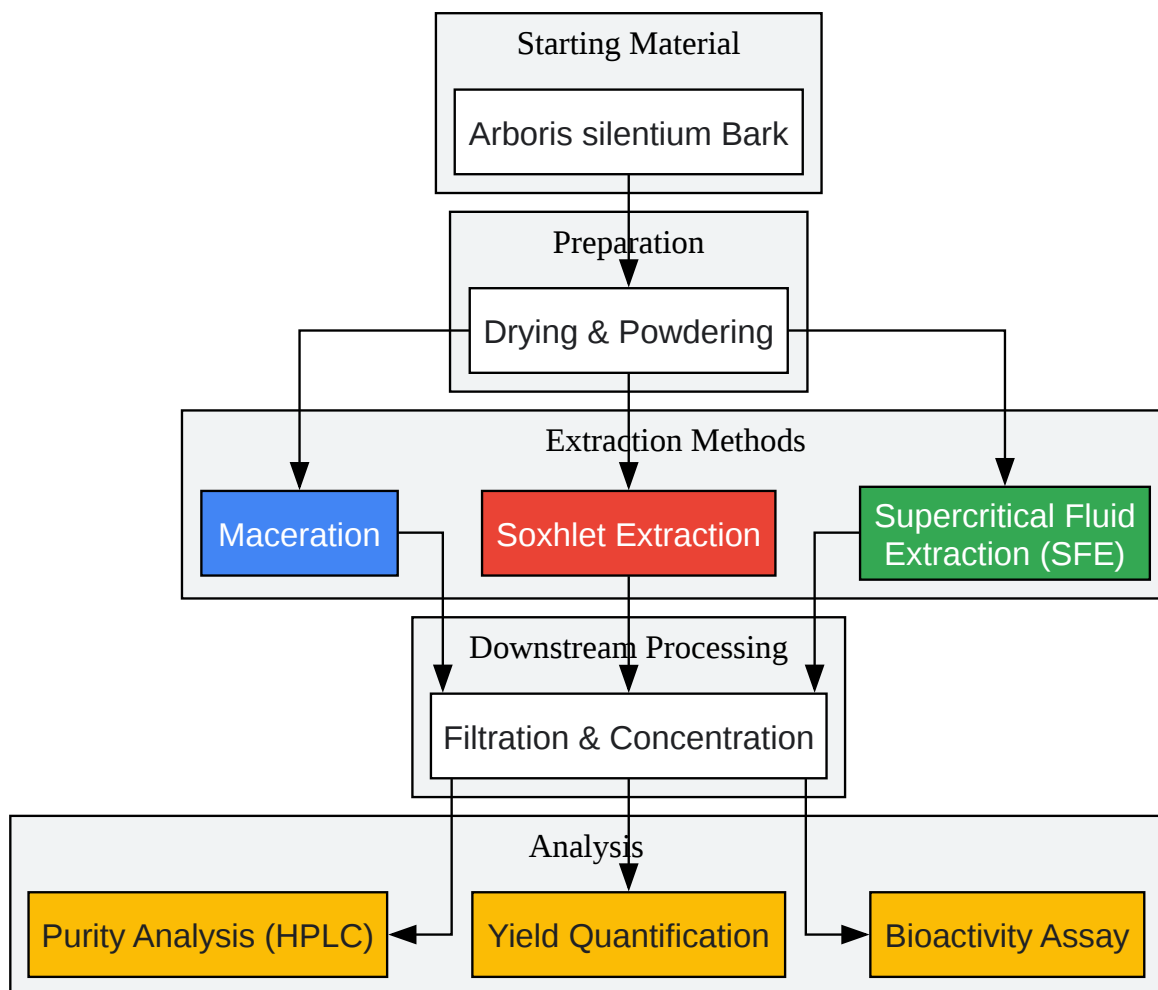 Starting Material
Arboris silentium Bark
Preparation
Drying & Powdering
Extraction Methods
Maceration
Soxhlet Extraction
Supercritical Fluid
Extraction (SFE)
Downstream Processing
Filtration & Concentration
Analysis
Purity Analysis (HPLC)
Yield Quantification
Bioactivity Assay